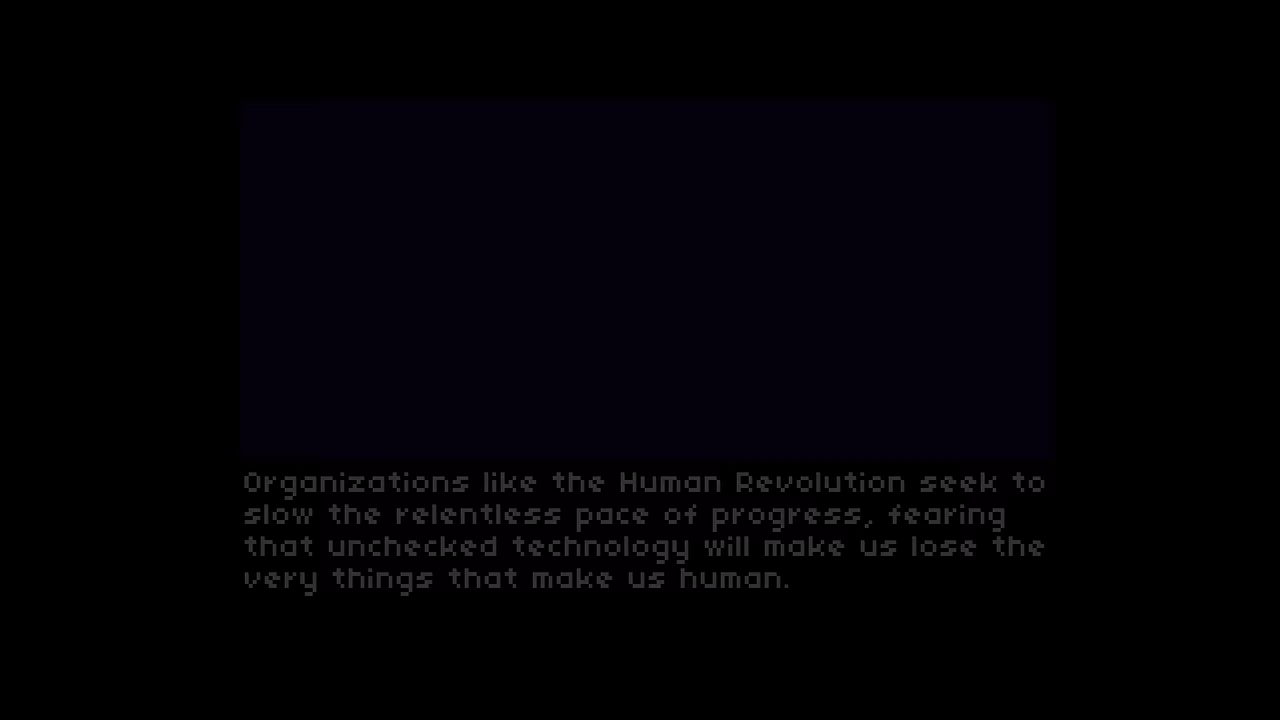 Organizations like the Human Revolution seek to
slow the relentless pace of progress, fearing
that unchecked technology will make us lose the
very things that make us human.